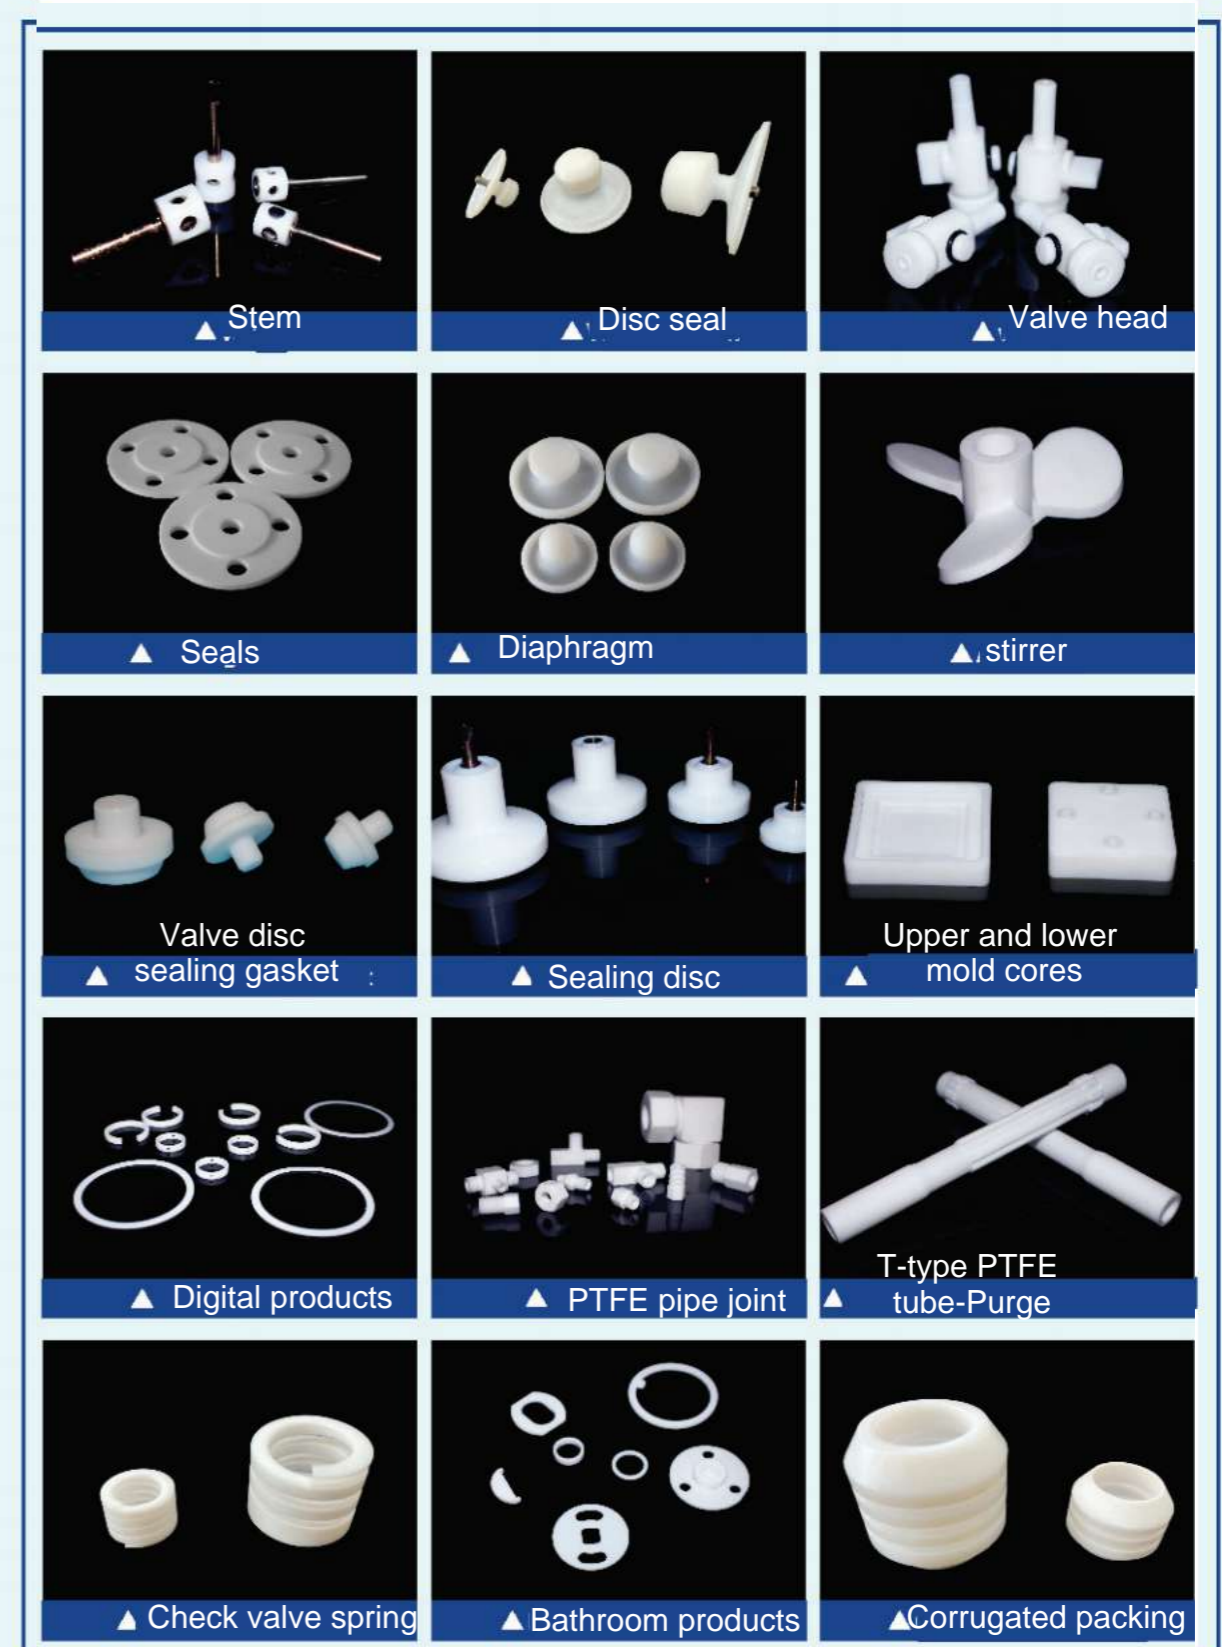 Stem
Disc seal
Valve head
Seals
Diaphragm
stirrer
Valve disc
sealing gasket
Sealing disc
Upper and lower
mold cores
Digital products
PTFE pipe joint
T-type PTFE
tube-Purge
Check valve spring
Bathroom products
Corrugated packing